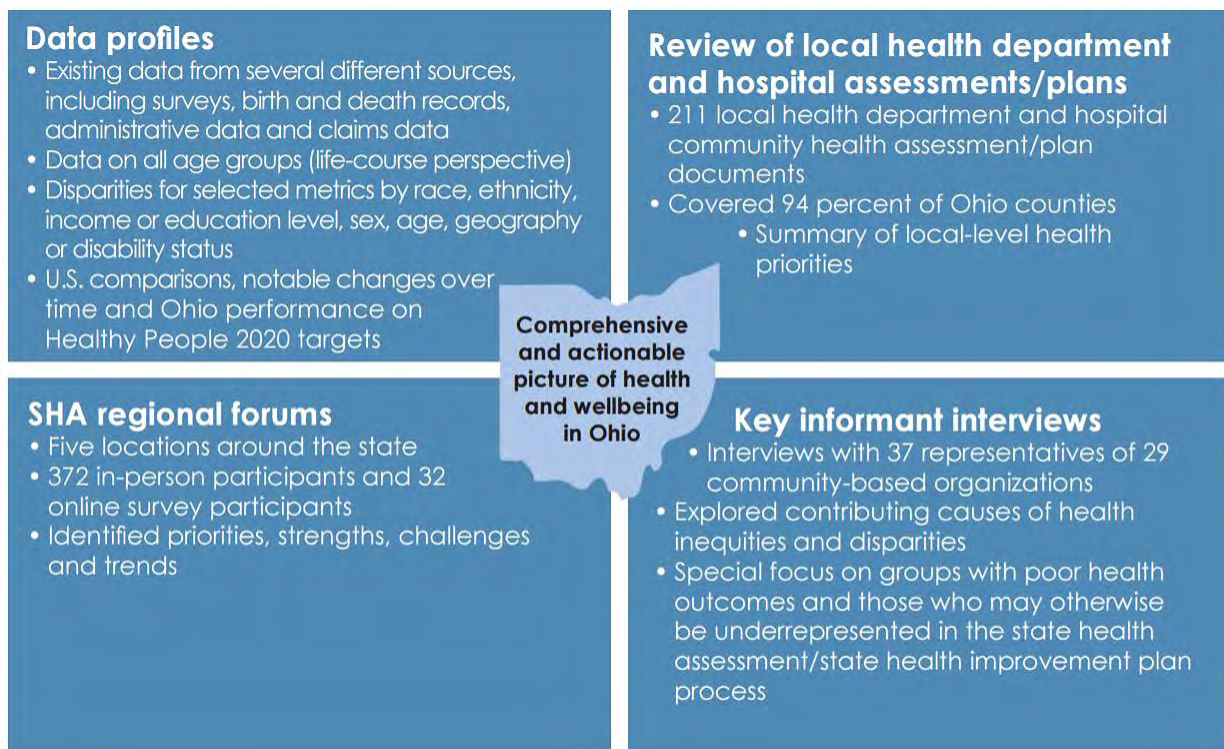 Data profiles
• Existing data from several different sources,
including surveys, birth and death records,
administrative data and claims data
• Data on all age groups (life-course perspective)
• Disparities for selected metrics by race, ethnicity,
income or education level, sex, age, geography
or disability status
• U.S. comparisons, notable changes over
time and Ohio performance on
Healthy People 2020 targets
Review of local health department
and hospital assessments/plans
• 211 local health department and hospital
community health assessment/plan
documents
• Covered 94 percent of Ohio counties
• Summary of local-level health
priorities
Comprehensive
and actionable
picture of health
and wellbeing
in Ohio
SHA regional forums
• Five locations around the state
• 372 in-person participants and 32
online survey participants
• Identified priorities, strengths, challenges
and trends
Key informant interviews
• Interviews with 37 representatives of 29
community-based organizations
• Explored contributing causes of health
inequities and disparities
• Special focus on groups with poor health
outcomes and those who may otherwise
be underrepresented in the state health
assessment/state health improvement plan
process